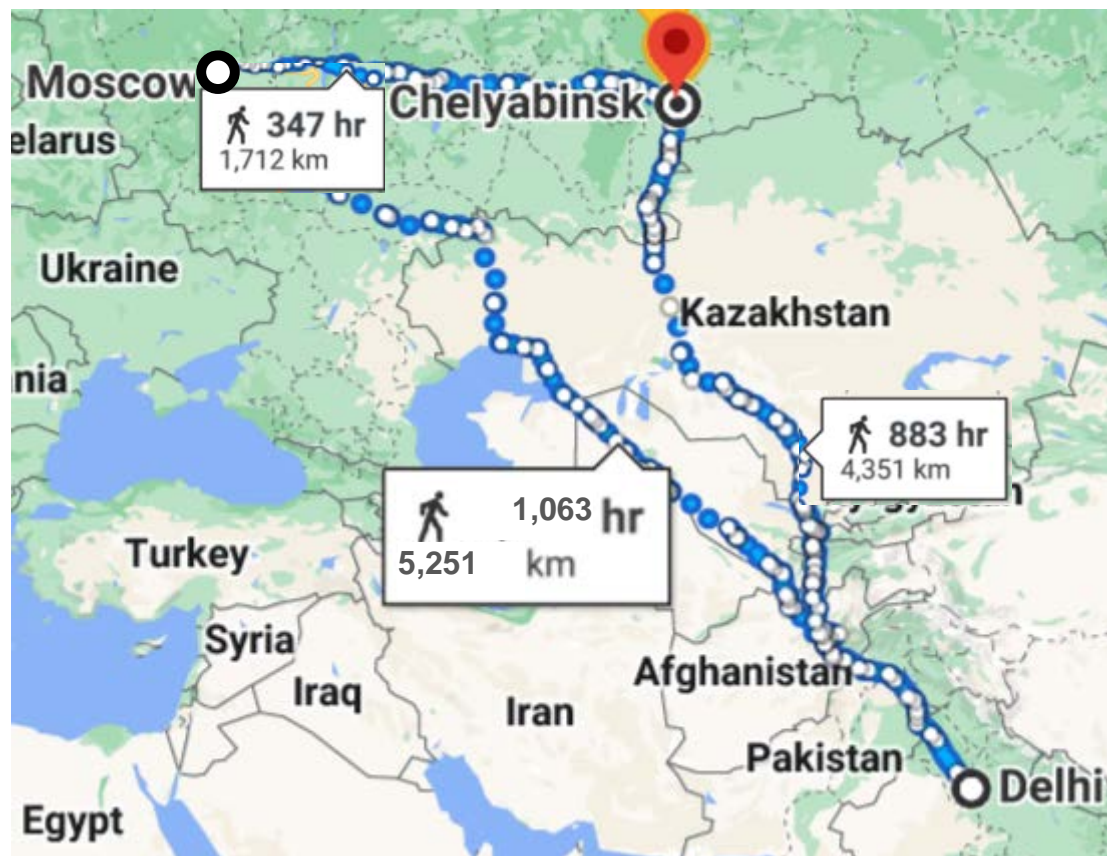 Moscow
Chelyabinsk
347 hr
1,712 km
elarus
Ukraine
Kazakhstan
nia
883 hr
4,351 km
1,063 hr
5,251 km
Turkey
Syria
Afghanistan
Iraq
Iran
Pakistan
Delhi
Egypt